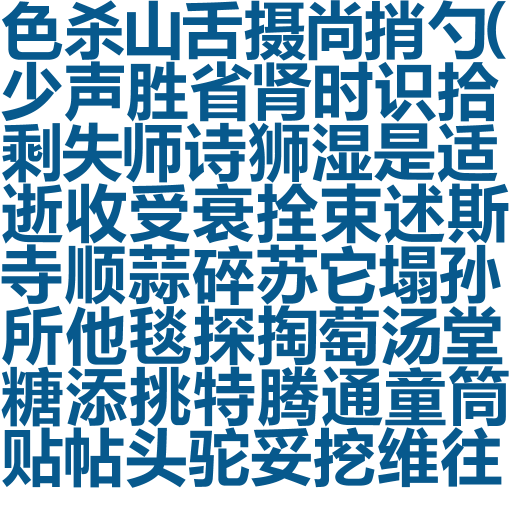 色杀山舌摄尚捎勺(
少声胜省肾时识拾
剩失师诗狮湿是适
逝收受衰拴束述斯
寺顺蒜碎苏它塌孙
所他毯探掏萄汤堂
糖添挑特腾通童筒
贴帖头驼妥挖维往